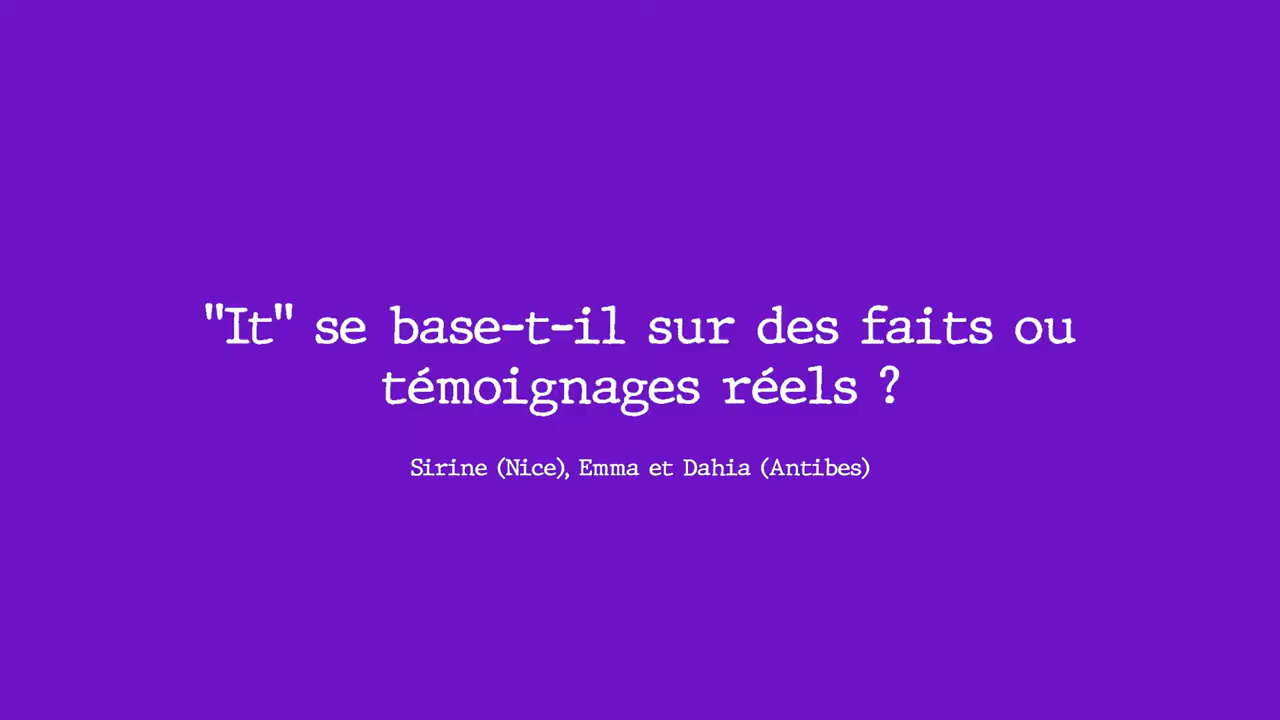 "It" se base-t-il sur des faits ou
témoignages réels ?
Sirine (Nice), Emma et Dahia (Antibes)